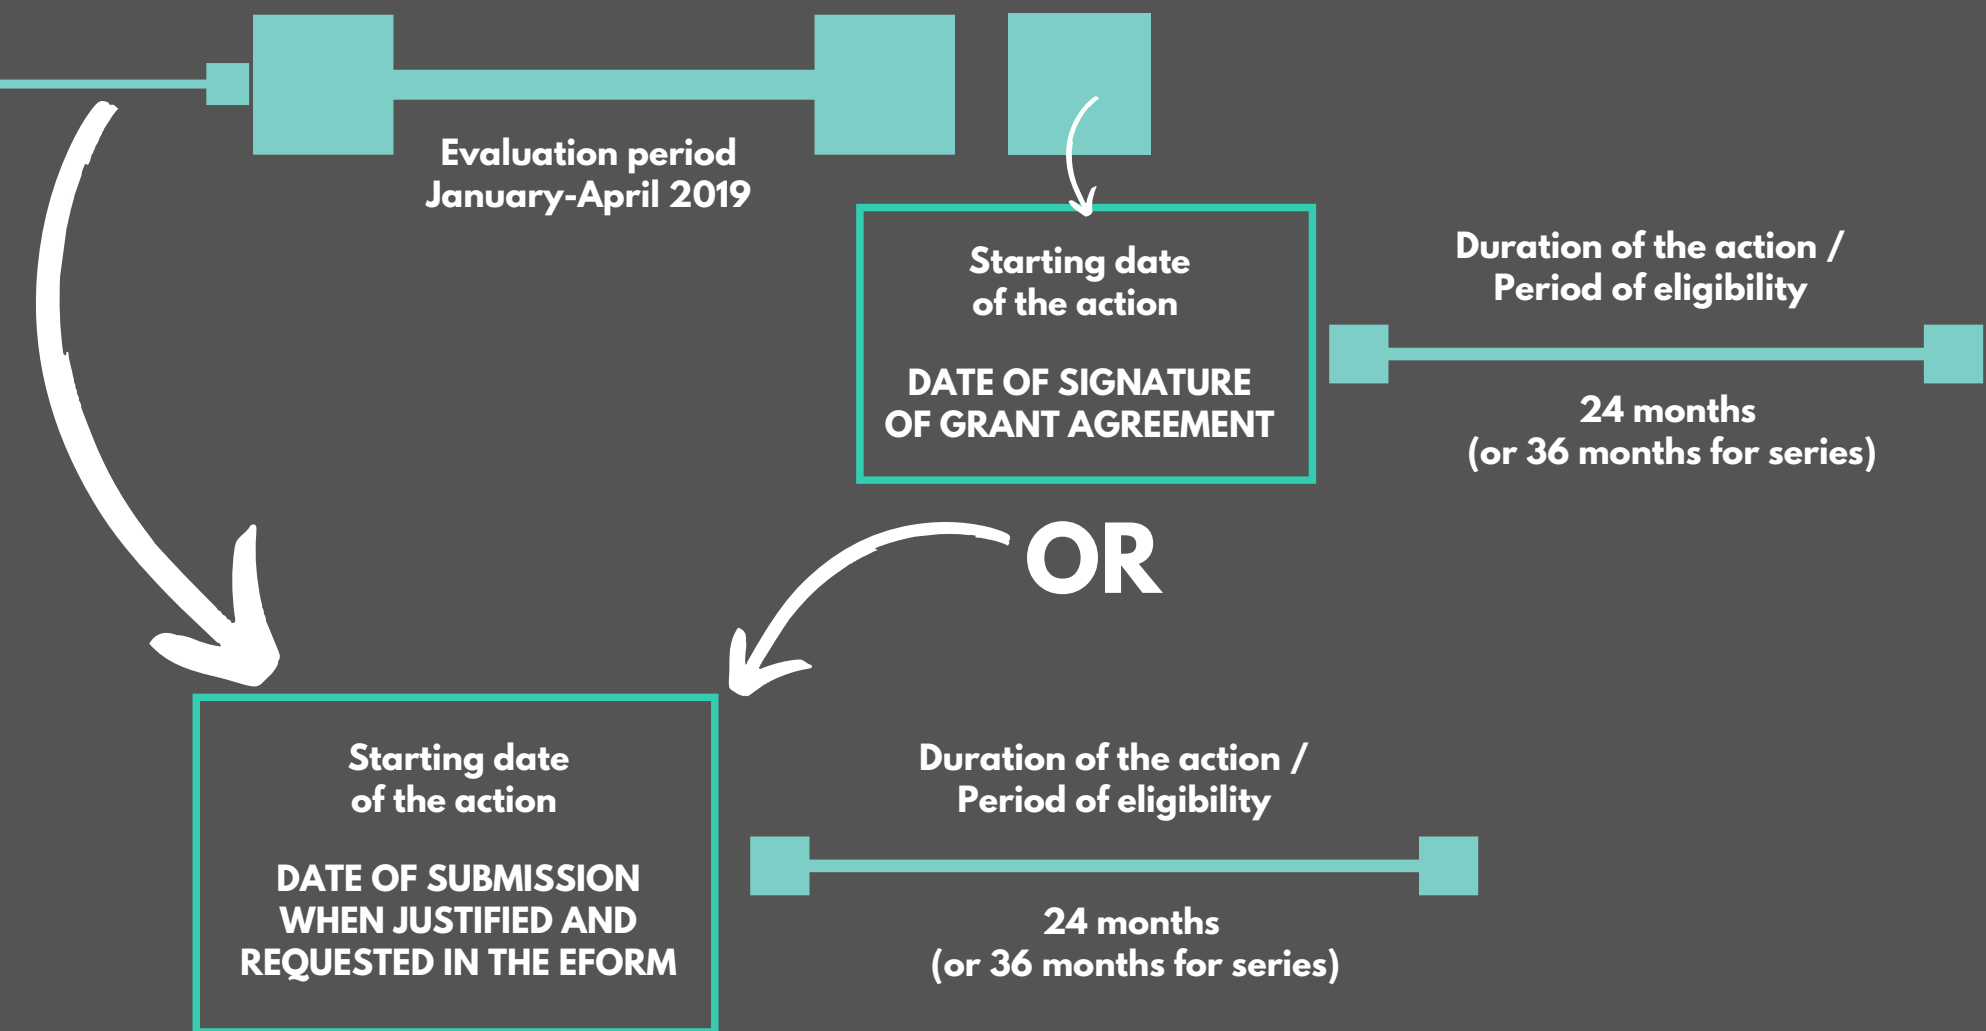 Evaluation period
January-April 2019
Starting date
of the action
DATE OF SIGNATURE
OF GRANT AGREEMENT
Duration of the action /
Period of eligibility
24 months
(or 36 months for series)
OR
Starting date
of the action
DATE OF SUBMISSION
WHEN JUSTIFIED AND
REQUESTED IN THE EFORM
Duration of the action /
Period of eligibility
24 months
(or 36 months for series)